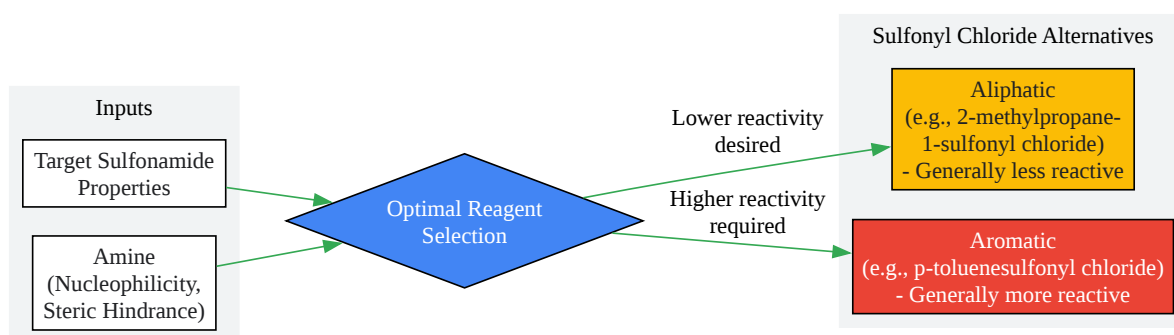 Inputs
Target Sulfonamide
Properties
Amine
(Nucleophilicity,
Steric Hindrance)
Optimal Reagent
Selection
Lower reactivity
desired
Higher reactivity
required
Sulfonyl Chloride Alternatives
Aliphatic
(e.g., 2-methylpropane-
1-sulfonyl chloride)
- Generally less reactive
Aromatic
(e.g., p-toluenesulfonyl chloride)
- Generally more reactive